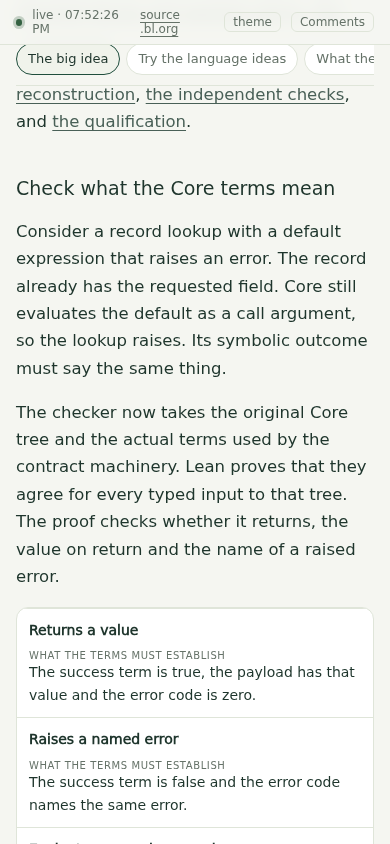 live · 07:52:26 PM
source.bl.org
theme
Comments
The big idea
Try the language ideas
What the
reconstruction, the independent checks,
and the qualification.
Check what the Core terms mean
Consider a record lookup with a default
expression that raises an error. The record
already has the requested field. Core still
evaluates the default as a call argument,
so the lookup raises. Its symbolic outcome
must say the same thing.
The checker now takes the original Core
tree and the actual terms used by the
contract machinery. Lean proves that they
agree for every typed input to that tree.
The proof checks whether it returns, the
value on return and the name of a raised
error.
Returns a value
WHAT THE TERMS MUST ESTABLISH
The success term is true, the payload has that
value and the error code is zero.
Raises a named error
WHAT THE TERMS MUST ESTABLISH
The success term is false and the error code
names the same error.